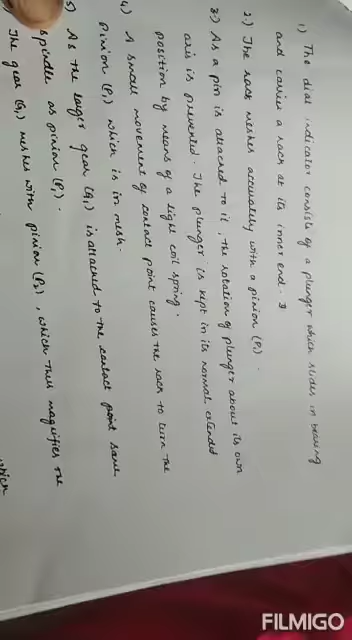 1) The dial indicator consists of a plunger which slides in bearing
and carries a rack at its inner end.
2.) The rack meshes accurately with a pinion (P₁) .
3.) As a pin is attached to it, the rotation of plunger about its own
axis is prevented. The plunger is kept in its normal extended
position by means of a light coil spring.
4.) A small movement of contact point causes the rack to turn the
pinion (P₁) which is in mesh.
5) As the larger gear (G₁) is attached to the contact point same
spindle as pinion (P₁) .
The gear (G₁) meshes with pinion (P₂) , which thus magnifies the
which
FILMIGO